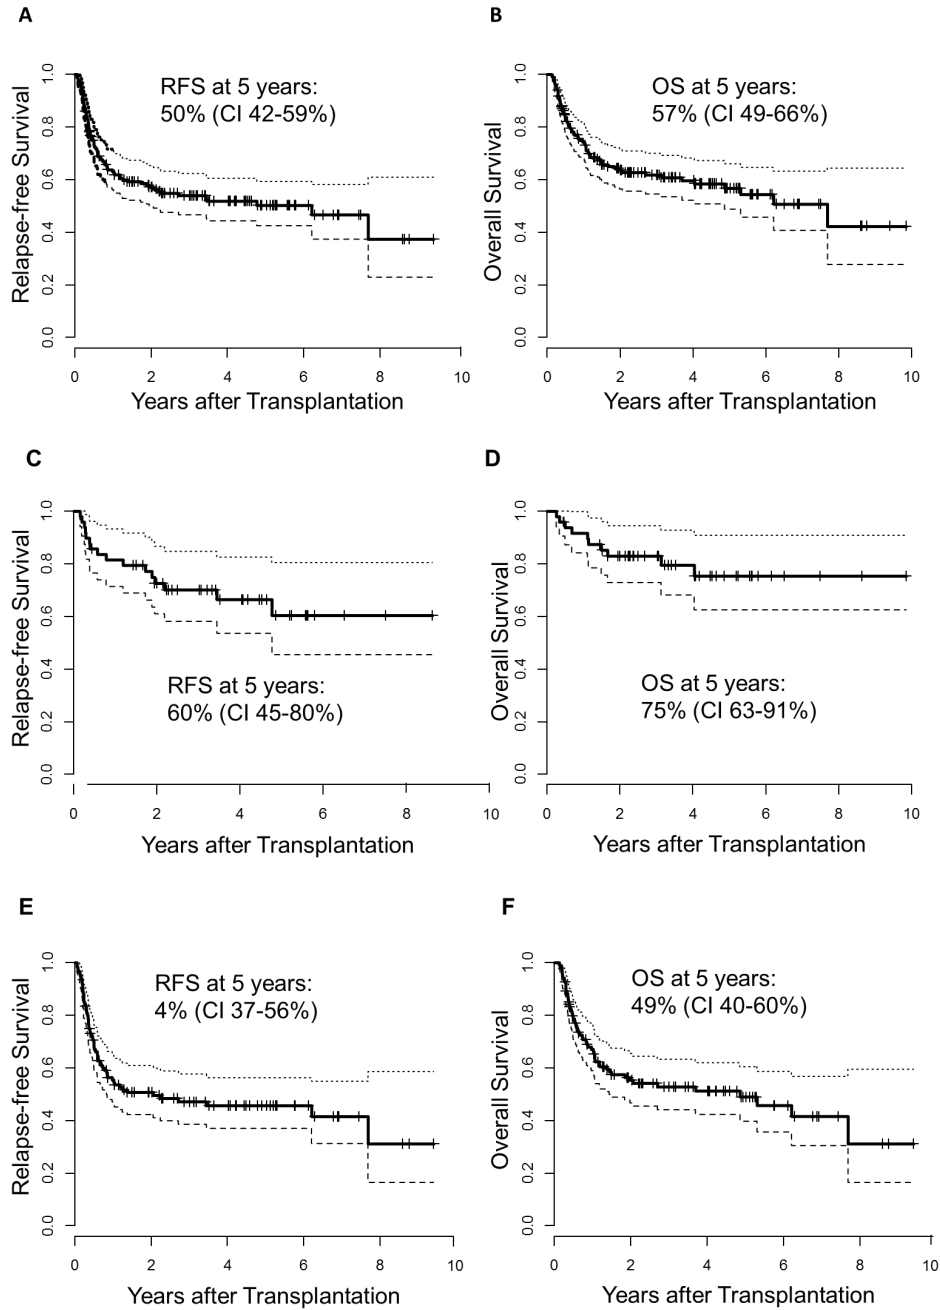 A
B
RFS at 5 years:
50% (CI 42-59%)
Relapse-free Survival
0.0 0.2 0.4 0.6 0.8 1.0
0 2 4 6 8 10
Years after Transplantation
OS at 5 years:
57% (CI 49-66%)
Overall Survival
0.0 0.2 0.4 0.6 0.8 1.0
0 2 4 6 8 10
Years after Transplantation
C
D
Relapse-free Survival
0.0 0.2 0.4 0.6 0.8 1.0
RFS at 5 years:
60% (CI 45-80%)
0 2 4 6 8 10
Years after Transplantation
Overall Survival
0.0 0.2 0.4 0.6 0.8 1.0
OS at 5 years:
75% (CI 63-91%)
0 2 4 6 8 10
Years after Transplantation
E
F
RFS at 5 years:
4% (CI 37-56%)
Relapse-free Survival
0.0 0.2 0.4 0.6 0.8 1.0
0 2 4 6 8 10
Years after Transplantation
OS at 5 years:
49% (CI 40-60%)
Overall Survival
0.0 0.2 0.4 0.6 0.8 1.0
0 2 4 6 8 10
Years after Transplantation